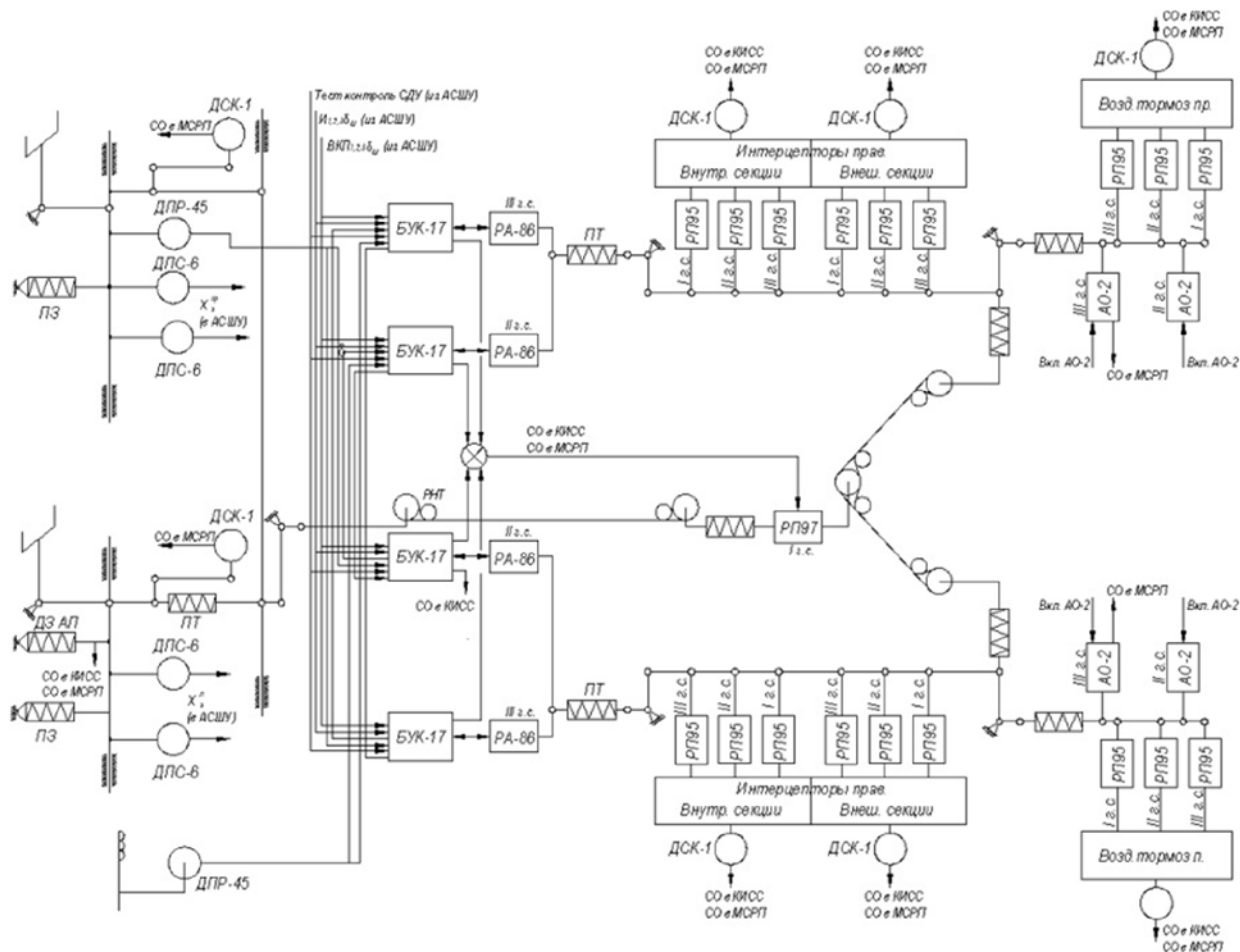 ДСК-1
СО в МСРП
ДПР-45
ДПС-6
ПЗ
(в АСШУ)
ДПС-6
ДСК-1
СО в МСРП
ПТ
ДЗ АП
СО в КИСС
СО в МСРП
ДПС-6
ПЗ
(в АСШУ)
ДПС-6
ДПР-45
Тест контроль СДУ (из АСШУ)
(из АСШУ)
(из АСШУ)
БУК-17
III г.с.
РА-86
ПТ
БУК-17
II г.с.
РА-86
СО в КИСС
СО в МСРП
РНТ
РП97
I г.с.
БУК-17
II г.с.
РА-86
СО в КИСС
БУК-17
III г.с.
РА-86
ПТ
СО в КИСС
СО в МСРП
СО в КИСС
СО в МСРП
ДСК-1
ДСК-1
Интерцепторы прав.
Внутр. секции
Внеш. секции
РП95
РП95
РП95
РП95
РП95
РП95
I г.с.
II г.с.
III г.с.
I г.с.
II г.с.
III г.с.
СО в КИСС
СО в МСРП
ДСК-1
Возд. тормоз пр.
РП95
РП95
РП95
III г.с.
II г.с.
I г.с.
III г.с.
АО-2
II г.с.
АО-2
Вкл. АО-2
СО в МСРП
Вкл. АО-2
III г.с.
II г.с.
I г.с.
III г.с.
II г.с.
I г.с.
РП95
РП95
РП95
РП95
РП95
РП95
Интерцепторы прав.
Внутр. секции
Внеш. секции
ДСК-1
ДСК-1
СО в КИСС
СО в МСРП
СО в КИСС
СО в МСРП
СО в МСРП
Вкл. АО-2
Вкл. АО-2
III г.с.
АО-2
II г.с.
АО-2
РП95
РП95
РП95
I г.с.
II г.с.
III г.с.
Возд. тормоз п.
СО в КИСС
СО в МСРП